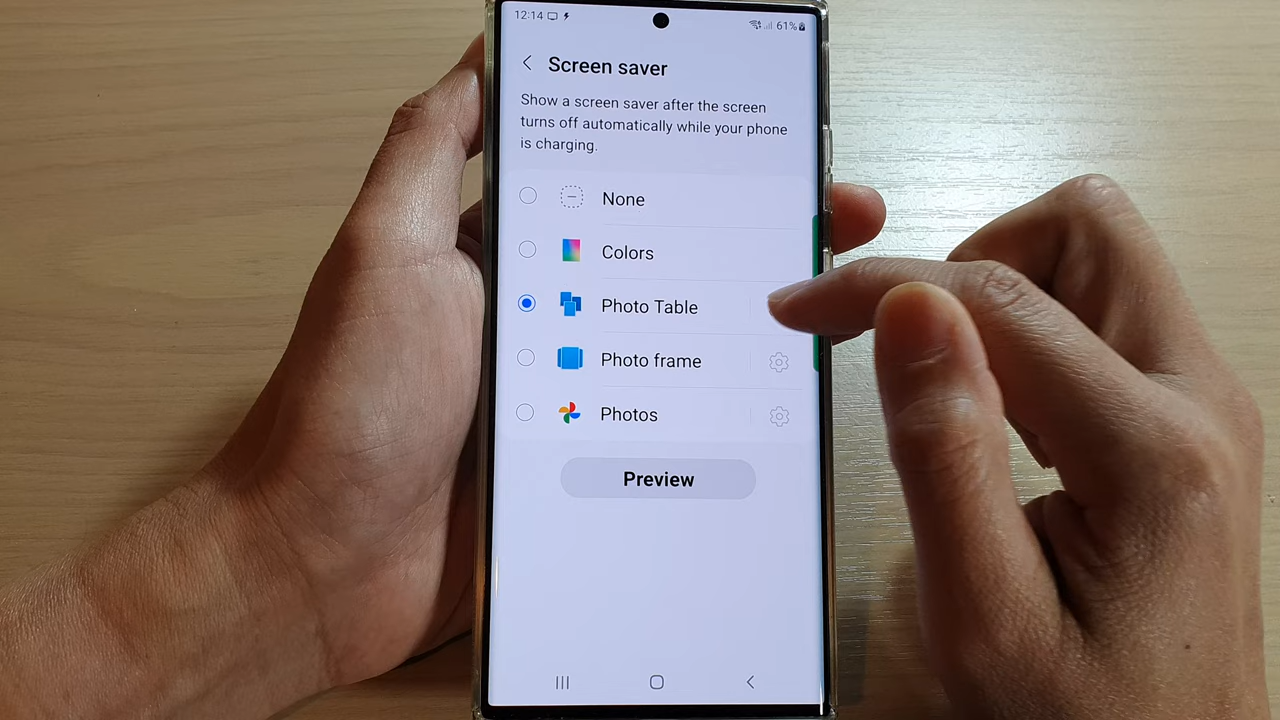 12:14
61%
Screen saver
Show a screen saver after the screen
turns off automatically while your phone
is charging.
None
Colors
Photo Table
Photo frame
Photos
Preview